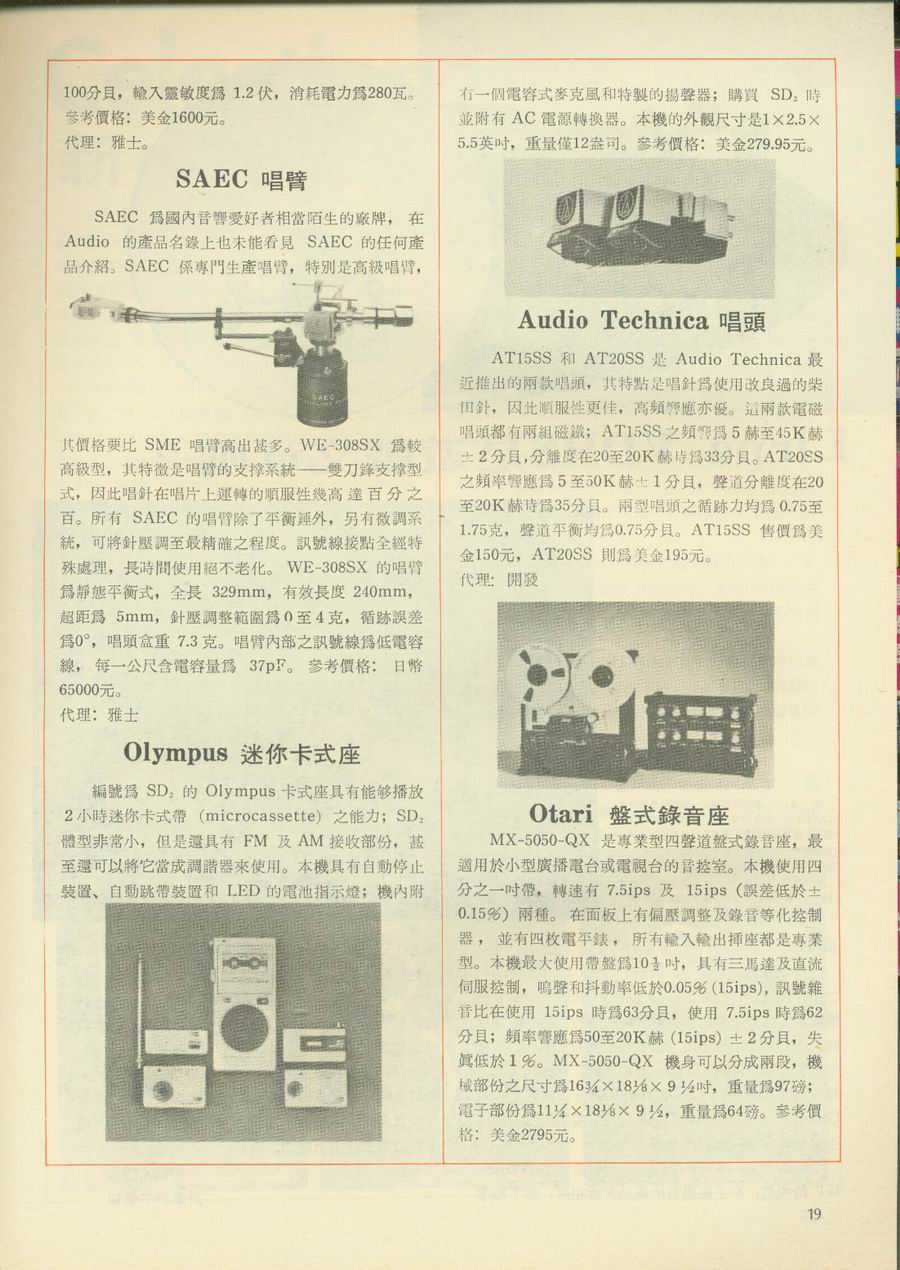 100分貝，輸入靈敏度爲 1.2 伏，消耗電力爲280瓦。
參考價格：美金1600元。
代理：雅士。
SAEC 唱臂
SAEC 爲國內音響愛好者相當陌生的廠牌， 在
Audio 的產品名錄上也未能看見 SAEC 的任何產
品介紹。SAEC 係專門生產唱臂，特別是高級唱臂，
SAEC
其價格要比 SME 唱臂高出甚多。WE-308SX 爲較
高級型，其特徵是唱臂的支撐系統——雙刀鋒支撐型
式，因此唱針在唱片上運轉的順服性幾高達百分之
百。所有 SAEC 的唱臂除了平衡錘外，另有微調系
統，可將針壓調至最精確之程度。訊號線接點全經特
殊處理，長時間使用絕不老化。 WE-308SX 的唱臂
爲靜態平衡式，全長 329mm，有效長度 240mm，
超距爲 5mm，針壓調整範圍爲0至4克，循跡誤差
爲0°，唱頭盒重 7.3 克。唱臂內部之訊號線爲低電容
線，每一公尺含電容量爲 37pF。 參考價格： 日幣
65000元。
代理：雅士
Olympus 迷你卡式座
編號爲 SD₂ 的 Olympus 卡式座具有能够播放
2小時迷你卡式帶 （microcassette）之能力；SD₂
體型非常小，但是還具有 FM 及 AM 接收部份，甚
至還可以將它當成調諧器來使用。本機具有自動停止
裝置、自動跳帶裝置和 LED 的電池指示燈；機內附
有一個電容式麥克風和特製的揚聲器；購買 SD₂ 時
並附有 AC 電源轉換器。本機的外觀尺寸是1×2.5×
5.5英吋，重量僅12盎司。參考價格：美金279.95元。
Audio Technica 唱頭
AT15SS 和 AT20SS 是 Audio Technica 最
近推出的兩款唱頭，其特點是唱針爲使用改良過的柴
田針，因此順服性更佳，高頻響應亦優。這兩款電磁
唱頭都有兩組磁鐵；AT15SS之頻響爲5赫至45K赫
±2分貝,分離度在20至20K赫時爲33分貝。AT20SS
之頻率響應爲5至50K赫±1分貝，聲道分離度在20
至20K赫時爲35分貝。兩型唱頭之循跡力均爲 0.75至
1.75克，聲道平衡均爲0.75分貝。AT15SS 售價爲美
金150元，AT20SS 則爲美金195元。
代理：開發
Otari 盤式錄音座
MX-5050-QX 是專業型四聲道盤式錄音座，最
適用於小型廣播電台或電視台的音控室。本機使用四
分之一吋帶，轉速有 7.5ips 及 15ips（誤差低於±
0.15%）兩種。 在面板上有偏壓調整及錄音等化控制
器，並有四枚電平錶，所有輸入輸出挿座都是專業
型。本機最大使用帶盤爲10½吋，具有三馬達及直流
伺服控制，鳴聲和抖動率低於0.05%(15ips), 訊號雜
音比在使用 15ips 時爲63分貝，使用 7.5ips 時爲62
分貝；頻率響應爲50至20K赫 (15ips) ±2分貝，失
眞低於1%。MX-5050-QX 機身可以分成兩段，機
械部份之尺寸爲16¾×18⅛×9½吋，重量爲97磅；
電子部份爲11¼×18⅛×9½，重量爲64磅。參考價
格：美金2795元。
19